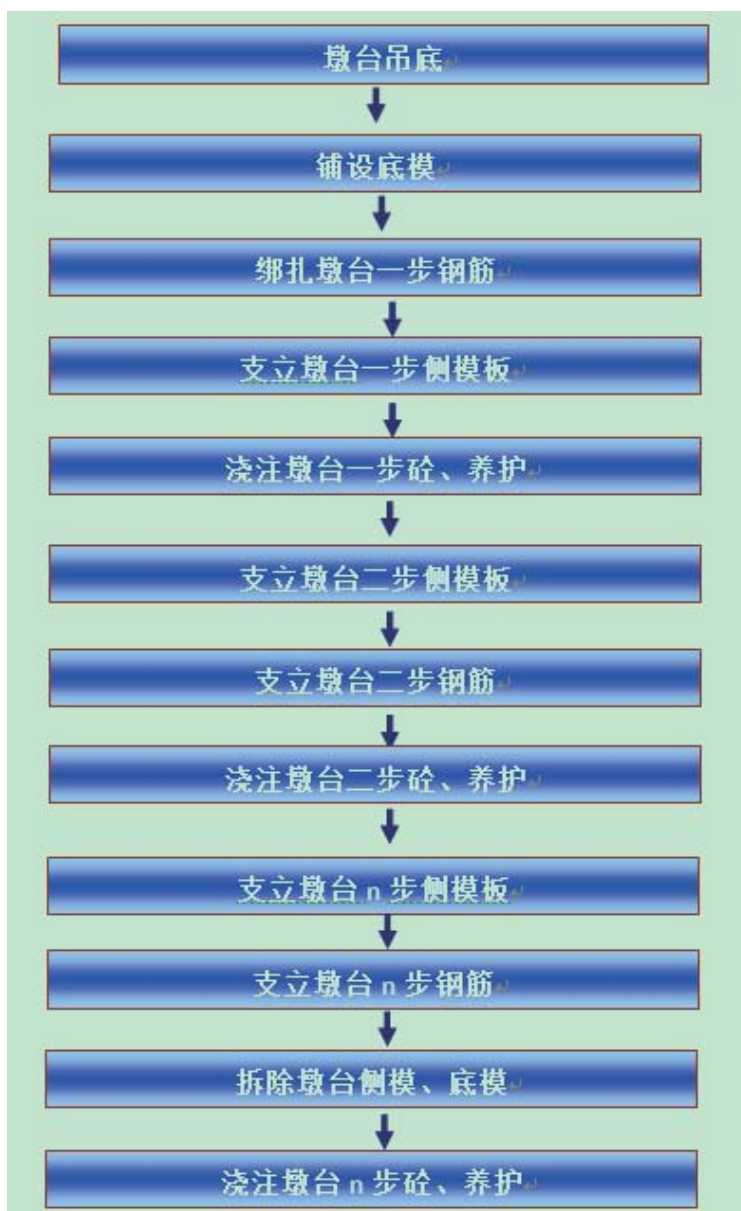 墩台吊底
铺设底模
绑扎墩台一步钢筋
支立墩台一步侧模板
浇注墩台一步砼、养护
支立墩台二步侧模板
支立墩台二步钢筋
浇注墩台二步砼、养护
支立墩台 n 步侧模板
支立墩台 n 步钢筋
拆除墩台侧模、底模
浇注墩台 n 步砼、养护